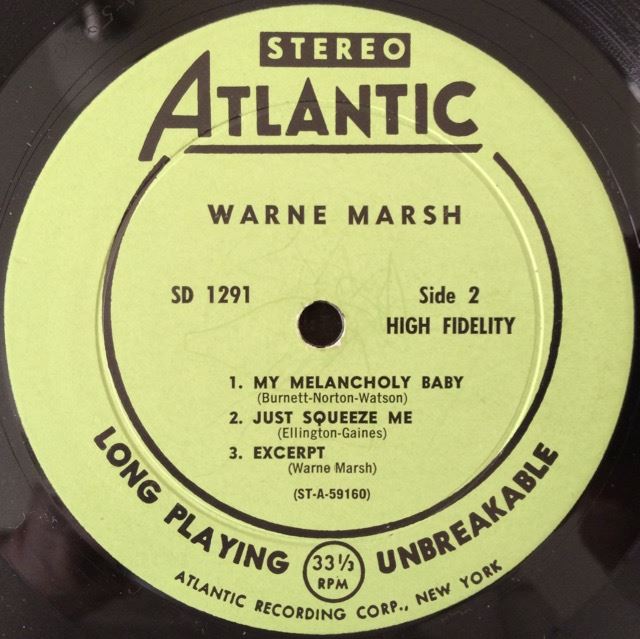 STEREO
ATLANTIC
WARNE MARSH
SD 1291
Side 2
HIGH FIDELITY
1. MY MELANCHOLY BABY
(Burnett-Norton-Watson)
2. JUST SQUEEZE ME
(Ellington-Gaines)
3. EXCERPT
(Warne Marsh)
(ST-A-59160)
LONG PLAYING
33 1/3
RPM
UNBREAKABLE
ATLANTIC RECORDING CORP., NEW YORK